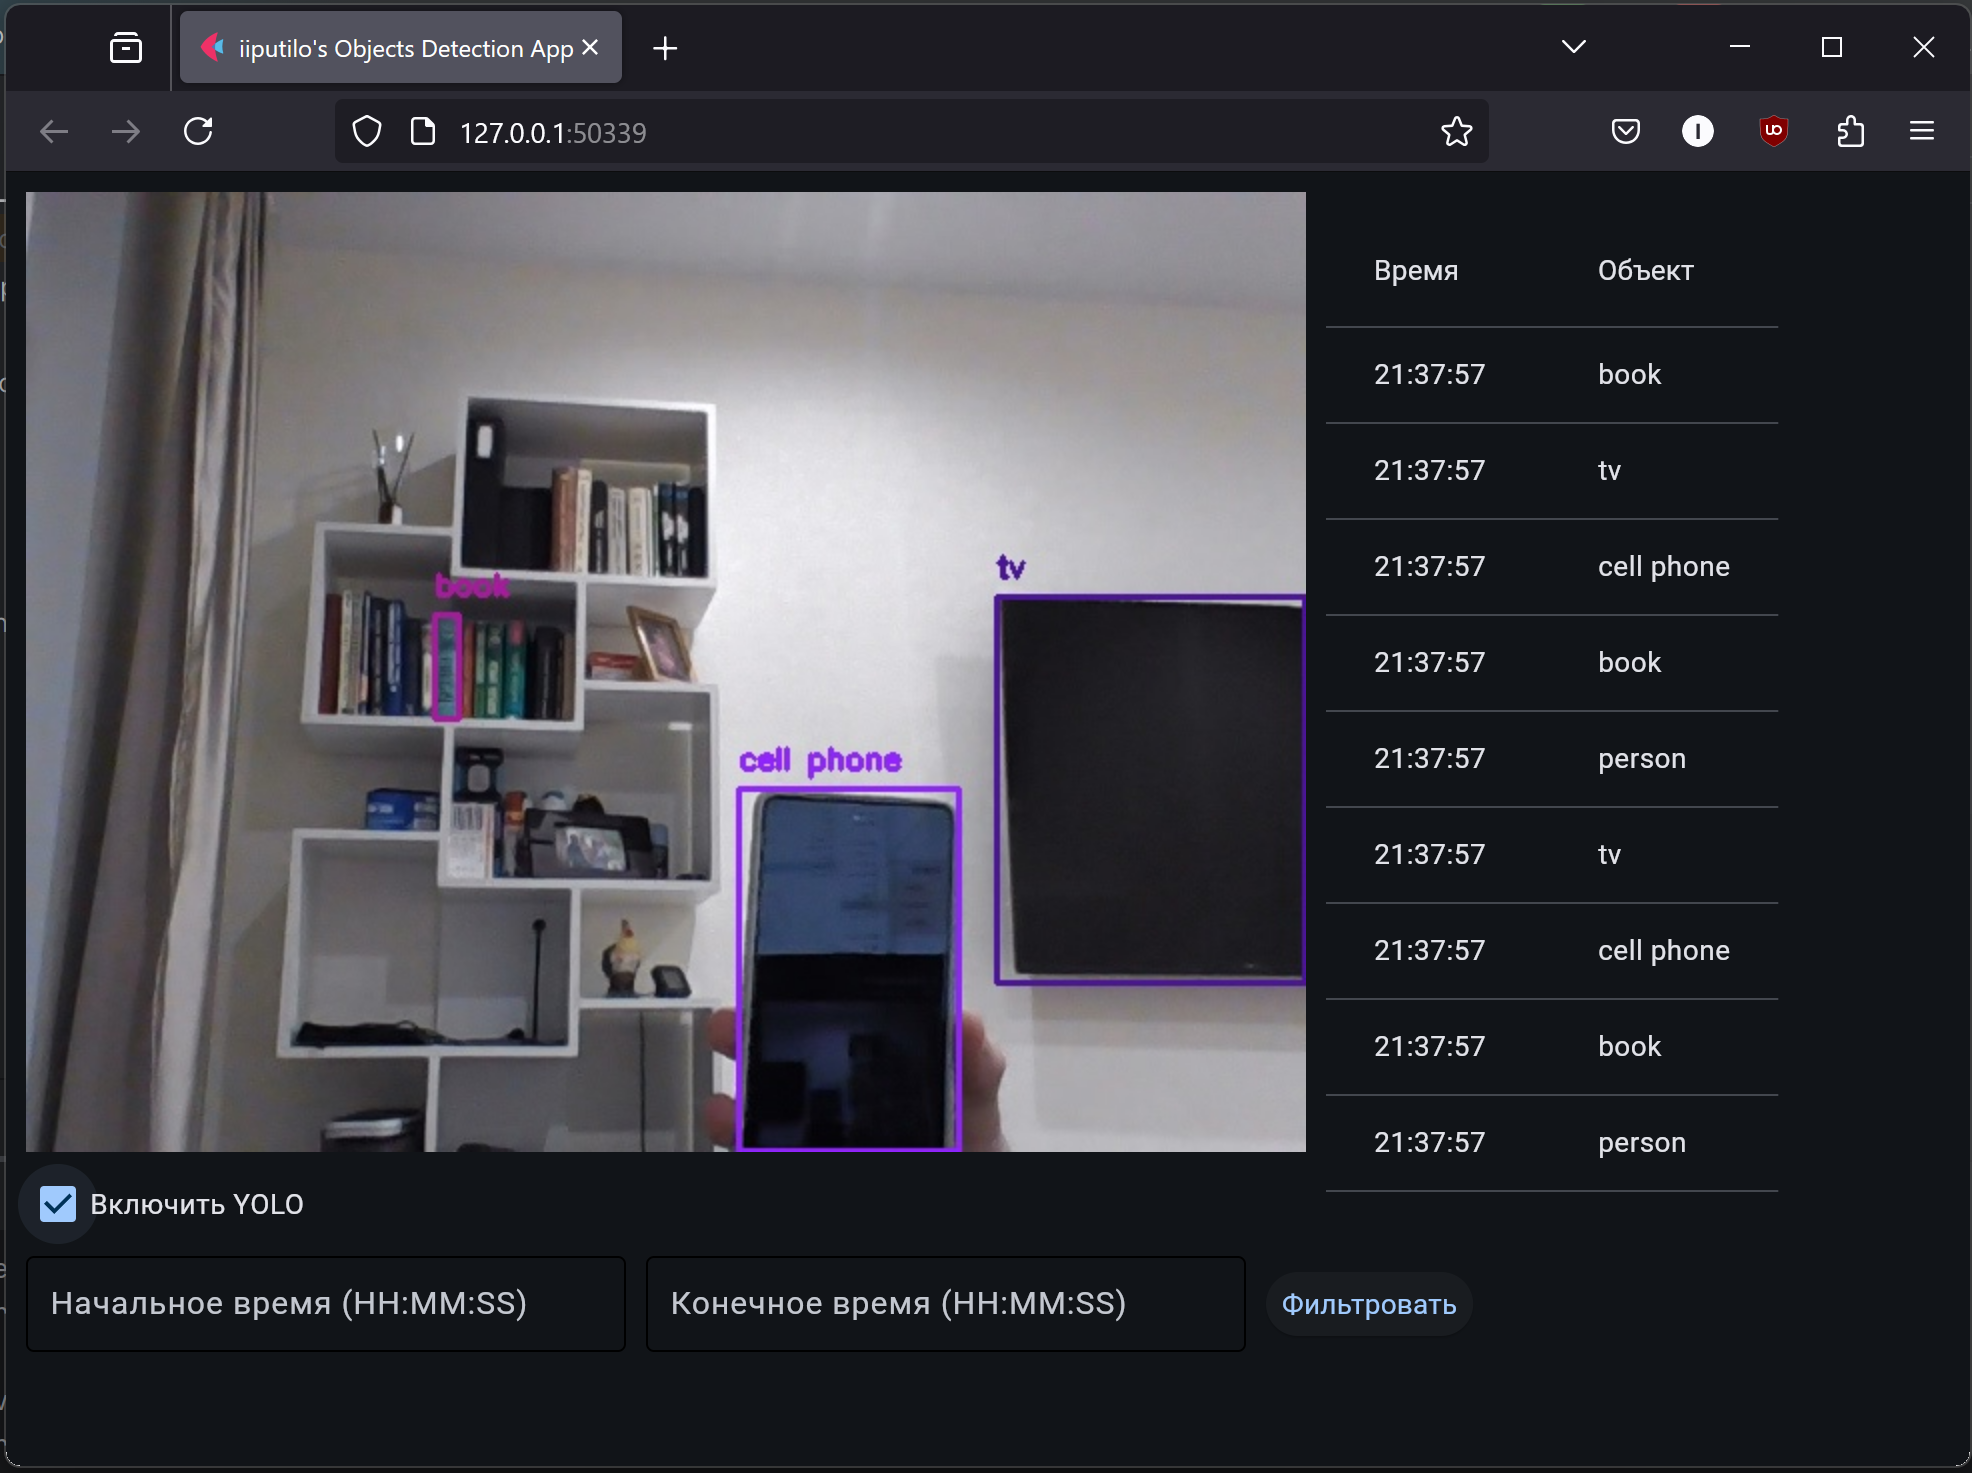 iiputilo's Objects Detection App
127.0.0.1:50339
book
tv
cell phone
Время Объект
21:37:57 book
21:37:57 tv
21:37:57 cell phone
21:37:57 book
21:37:57 person
21:37:57 tv
21:37:57 cell phone
21:37:57 book
21:37:57 person
Включить YOLO
Начальное время (HH:MM:SS)
Конечное время (HH:MM:SS)
Фильтровать